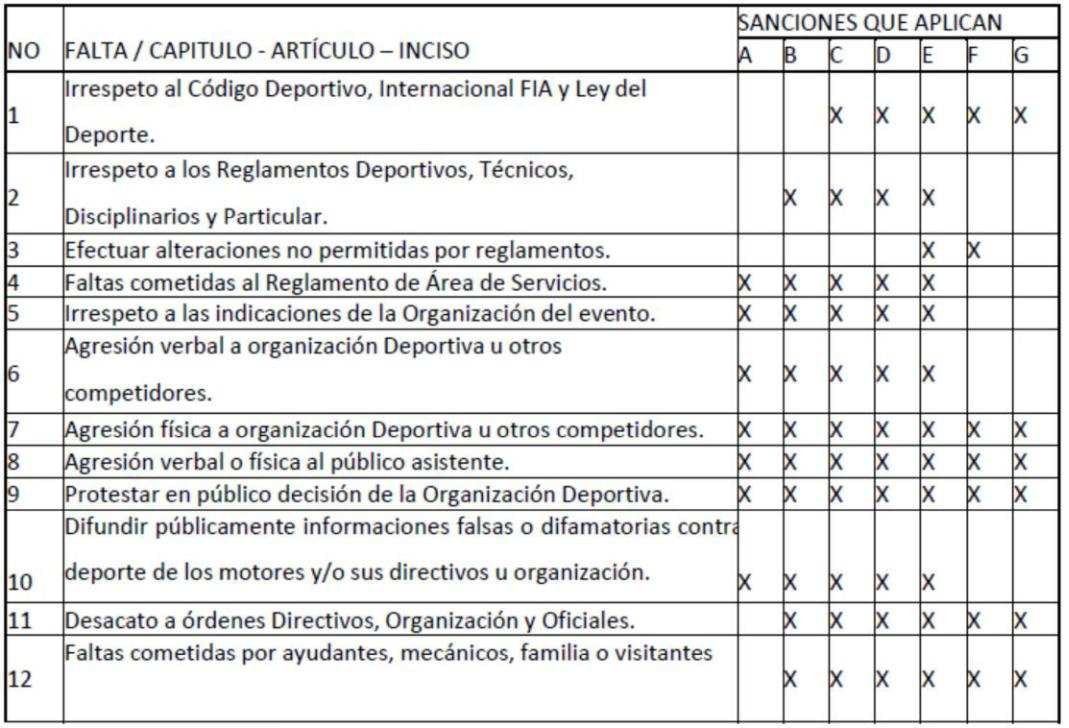 SANCIONES QUE APLICAN
NO FALTA / CAPITULO - ARTÍCULO – INCISO A B C D E F G
Irrespeto al Código Deportivo, Internacional FIA y Ley del
1 X X X X X
Deporte.
Irrespeto a los Reglamentos Deportivos, Técnicos,
2 X X X X
Disciplinarios y Particular.
3 Efectuar alteraciones no permitidas por reglamentos. X X
4 Faltas cometidas al Reglamento de Área de Servicios. X X X X X
5 Irrespeto a las indicaciones de la Organización del evento. X X X X X
Agresión verbal a organización Deportiva u otros
6 X X X X X
competidores.
7 Agresión física a organización Deportiva u otros competidores. X X X X X X X
8 Agresión verbal o física al público asistente. X X X X X X X
9 Protestar en público decisión de la Organización Deportiva. X X X X X X X
Difundir públicamente informaciones falsas o difamatorias contra
deporte de los motores y/o sus directivos u organización.
10 X X X X X
11 Desacato a órdenes Directivos, Organización y Oficiales. X X X X X X
Faltas cometidas por ayudantes, mecánicos, familia o visitantes
12 X X X X X X